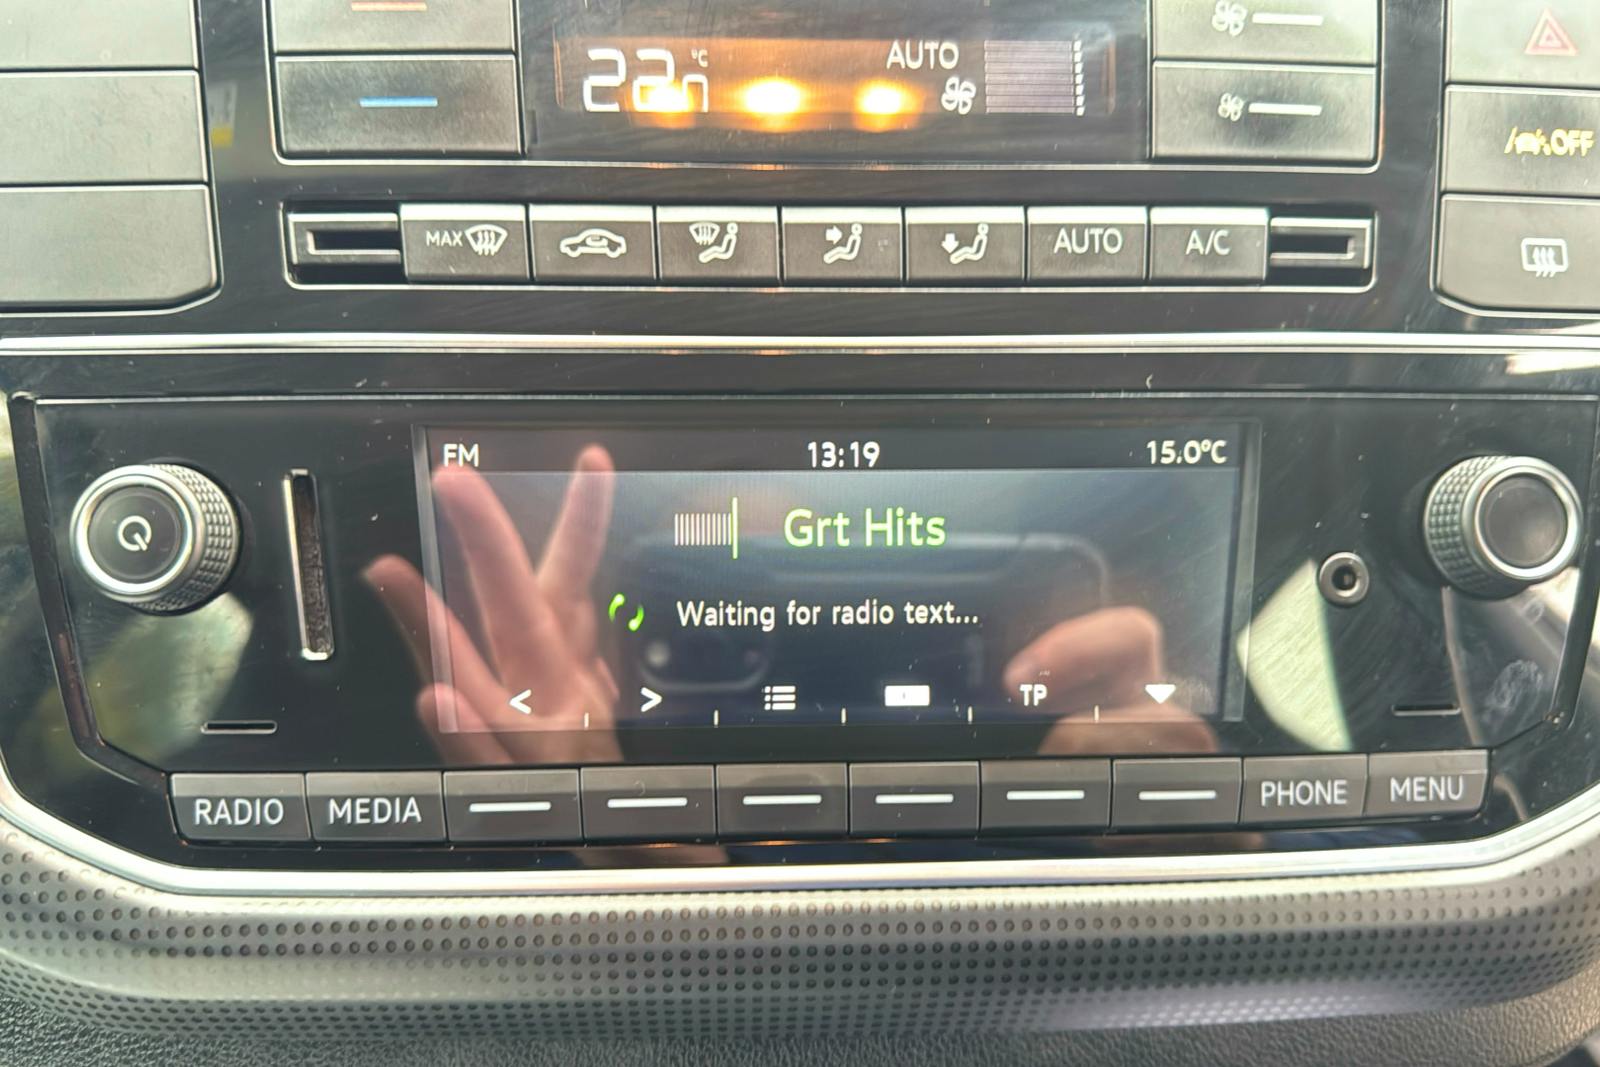 °C
AUTO
OFF
MAX
AUTO
A/C
FM
13:19
15.0°C
Grt Hits
Waiting for radio text...
<
>
TP
RADIO
MEDIA
PHONE
MENU